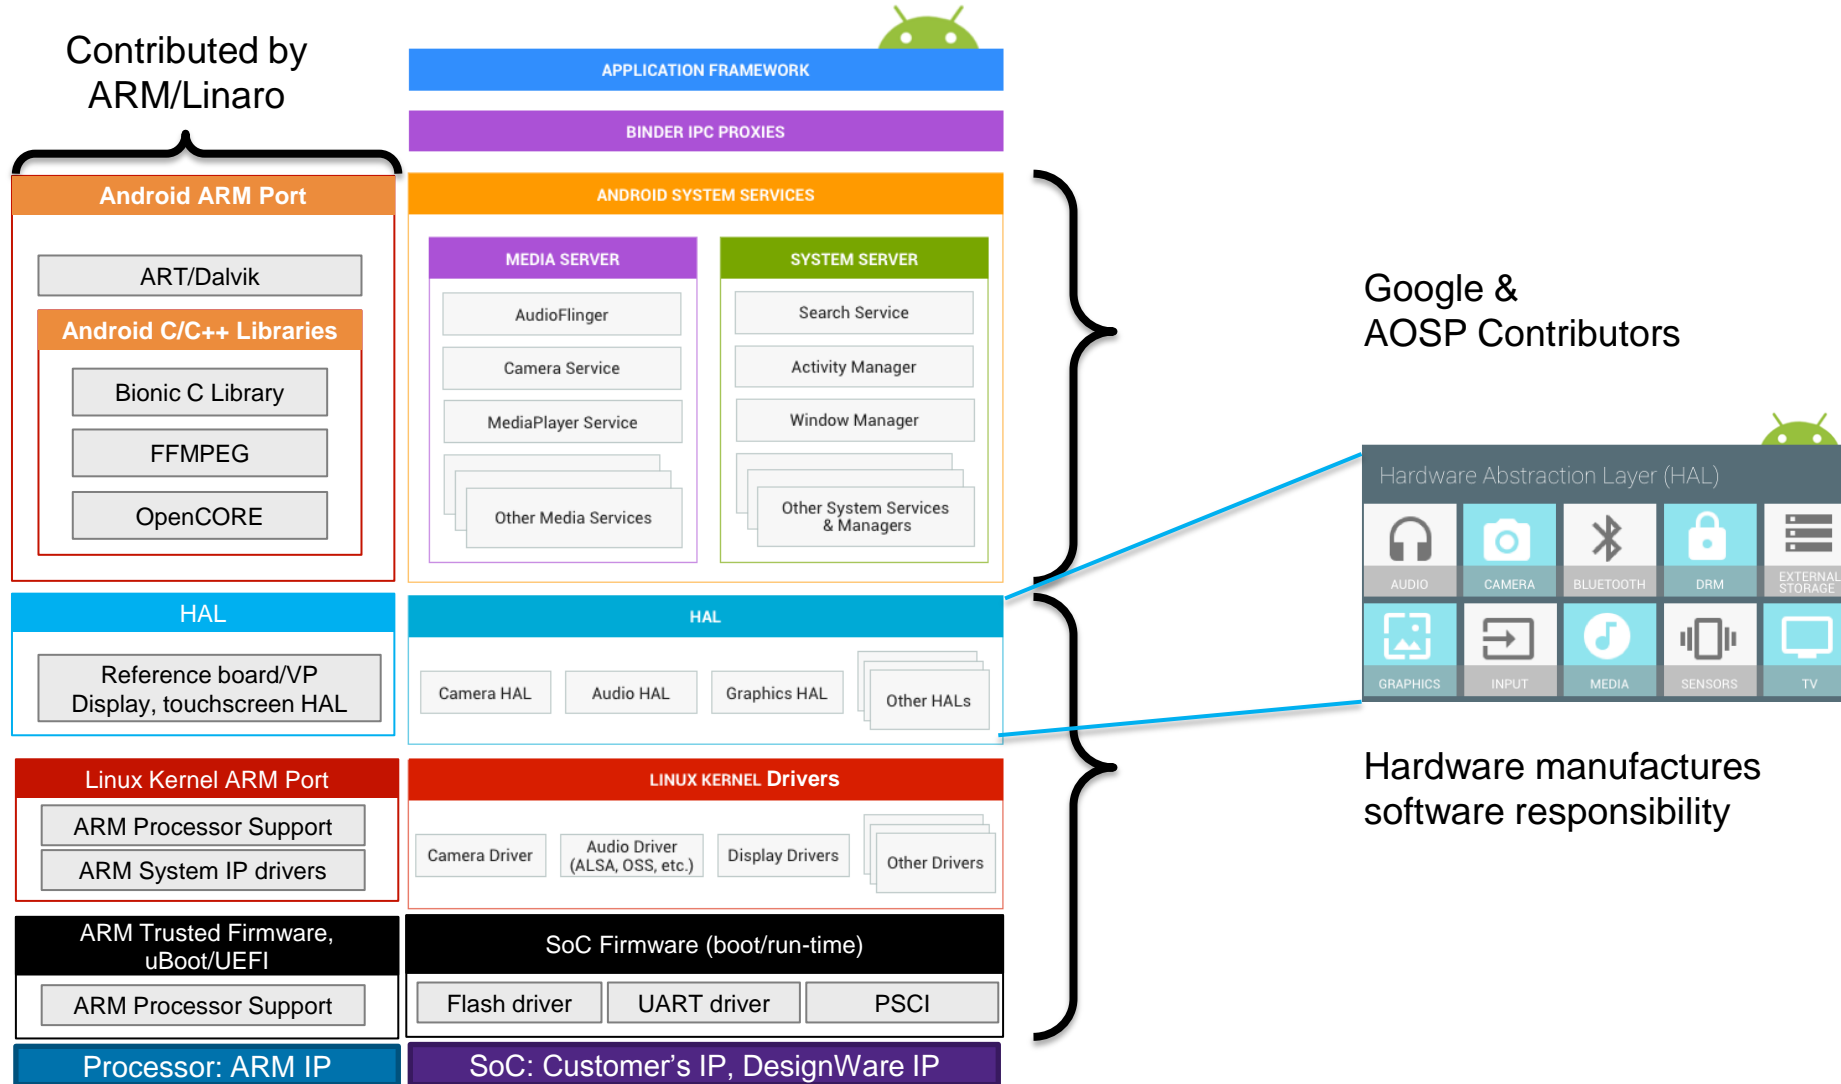 Contributed by
ARM/Linaro
APPLICATION FRAMEWORK
BINDER IPC PROXIES
Android ARM Port
ART/Dalvik
Android C/C++ Libraries
Bionic C Library
FFMPEG
OpenCORE
ANDROID SYSTEM SERVICES
MEDIA SERVER
AudioFlinger
Camera Service
MediaPlayer Service
Other Media Services
SYSTEM SERVER
Search Service
Activity Manager
Window Manager
Other System Services
& Managers
Google &
AOSP Contributors
HAL
Reference board/VP
Display, touchscreen HAL
HAL
Camera HAL
Audio HAL
Graphics HAL
Other HALs
Hardware Abstraction Layer (HAL)
AUDIO
CAMERA
BLUETOOTH
DRM
EXTERNAL
STORAGE
GRAPHICS
INPUT
MEDIA
SENSORS
TV
Linux Kernel ARM Port
ARM Processor Support
ARM System IP drivers
LINUX KERNEL Drivers
Camera Driver
Audio Driver
(ALSA, OSS, etc.)
Display Drivers
Other Drivers
Hardware manufactures
software responsibility
ARM Trusted Firmware,
uBoot/UEFI
ARM Processor Support
SoC Firmware (boot/run-time)
Flash driver
UART driver
PSCI
Processor: ARM IP
SoC: Customer's IP, DesignWare IP